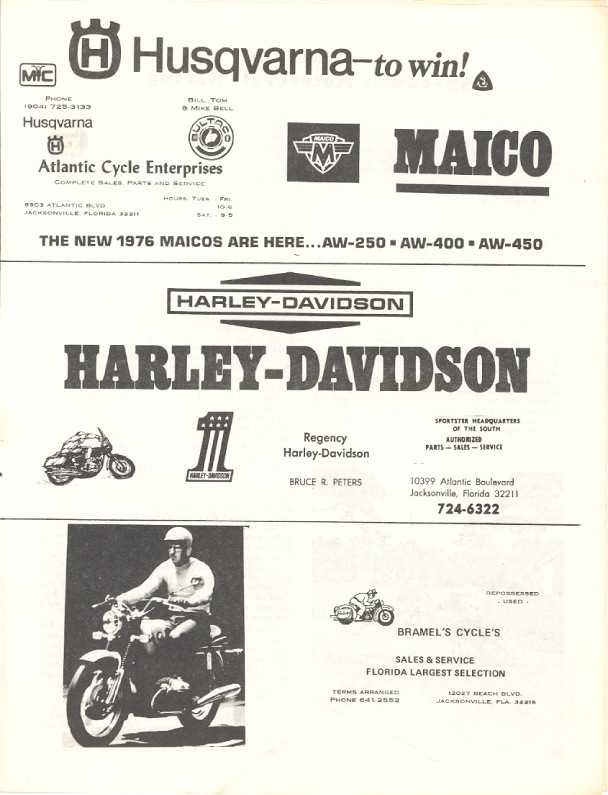 H Husqvarna–to win!
MIC
PHONE
(904) 725-3133
Husqvarna
H
BILL, TOM
& MIKE BELL
BULTACO
Atlantic Cycle Enterprises
COMPLETE SALES, PARTS AND SERVICE
8903 ATLANTIC BLVD
JACKSONVILLE, FLORIDA 32211
HOURS: TUES - FRI.
10-6
SAT. - 9-5
MAICO
M
MAICO
THE NEW 1976 MAICOS ARE HERE...AW-250 ▪ AW-400 ▪ AW-450
HARLEY-DAVIDSON
HARLEY-DAVIDSON
1
HARLEY-DAVIDSON
Regency
Harley-Davidson
BRUCE R. PETERS
SPORTSTER HEADQUARTERS
OF THE SOUTH
AUTHORIZED
PARTS — SALES — SERVICE
10399 Atlantic Boulevard
Jacksonville, Florida 32211
724-6322
REPOSSESSED
- USED -
BRAMEL'S CYCLE'S
SALES & SERVICE
FLORIDA LARGEST SELECTION
TERMS ARRANGED
PHONE 641-2552
12027 BEACH BLVD.
JACKSONVILLE, FLA. 32216